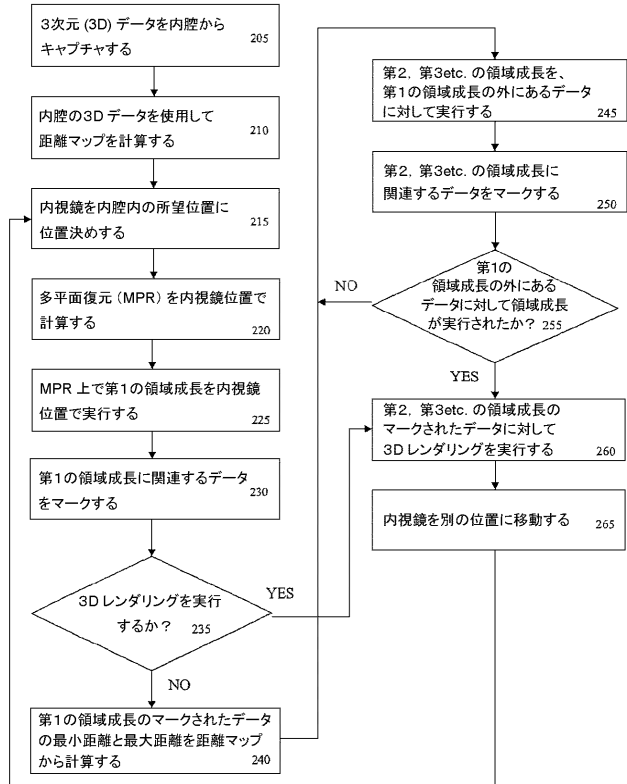 3次元 (3D) データを内腔から
キャプチャする
205
内腔の3Dデータを使用して
距離マップを計算する
210
内視鏡を内腔内の所望位置に
位置決めする
215
多平面復元（MPR）を内視鏡位置で
計算する
220
MPR 上で第1の領域成長を内視鏡
位置で実行する
225
第1の領域成長に関連するデータ
をマークする
230
3Dレンダリングを実行
するか？ 235
YES
NO
第1の領域成長のマークされたデータ
の最小距離と最大距離を距離マップ
から計算する
240
第2，第3etc. の領域成長を、
第1の領域成長の外にあるデータ
に対して実行する
245
第2，第3etc. の領域成長に
関連するデータをマークする
250
第1の
領域成長の外にある
データに対して領域成長
が実行されたか？ 255
NO
YES
第2，第3etc. の領域成長の
マークされたデータに対して
3Dレンダリングを実行する
260
内視鏡を別の位置に移動する
265